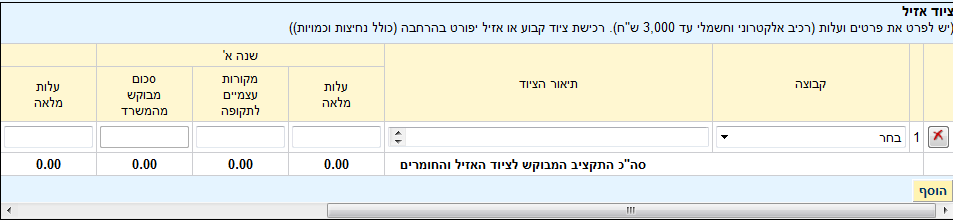 ציוד אזיל
(יש לפרט את פרטים ועלות (רכיב אלקטרוני וחשמלי עד 3,000 ש"ח). רכישת ציוד קבוע או אזיל יפורט בהרחבה (כולל נחיצות וכמויות))
קבוצה תיאור הציוד שנה א'
עלות מלאה מקורות עצמיים לתקופה סכום מבוקש מהמשרד עלות מלאה
1 בחר
סה"כ התקציב המבוקש לציוד האזיל והחומרים 0.00 0.00 0.00 0.00
הוסף